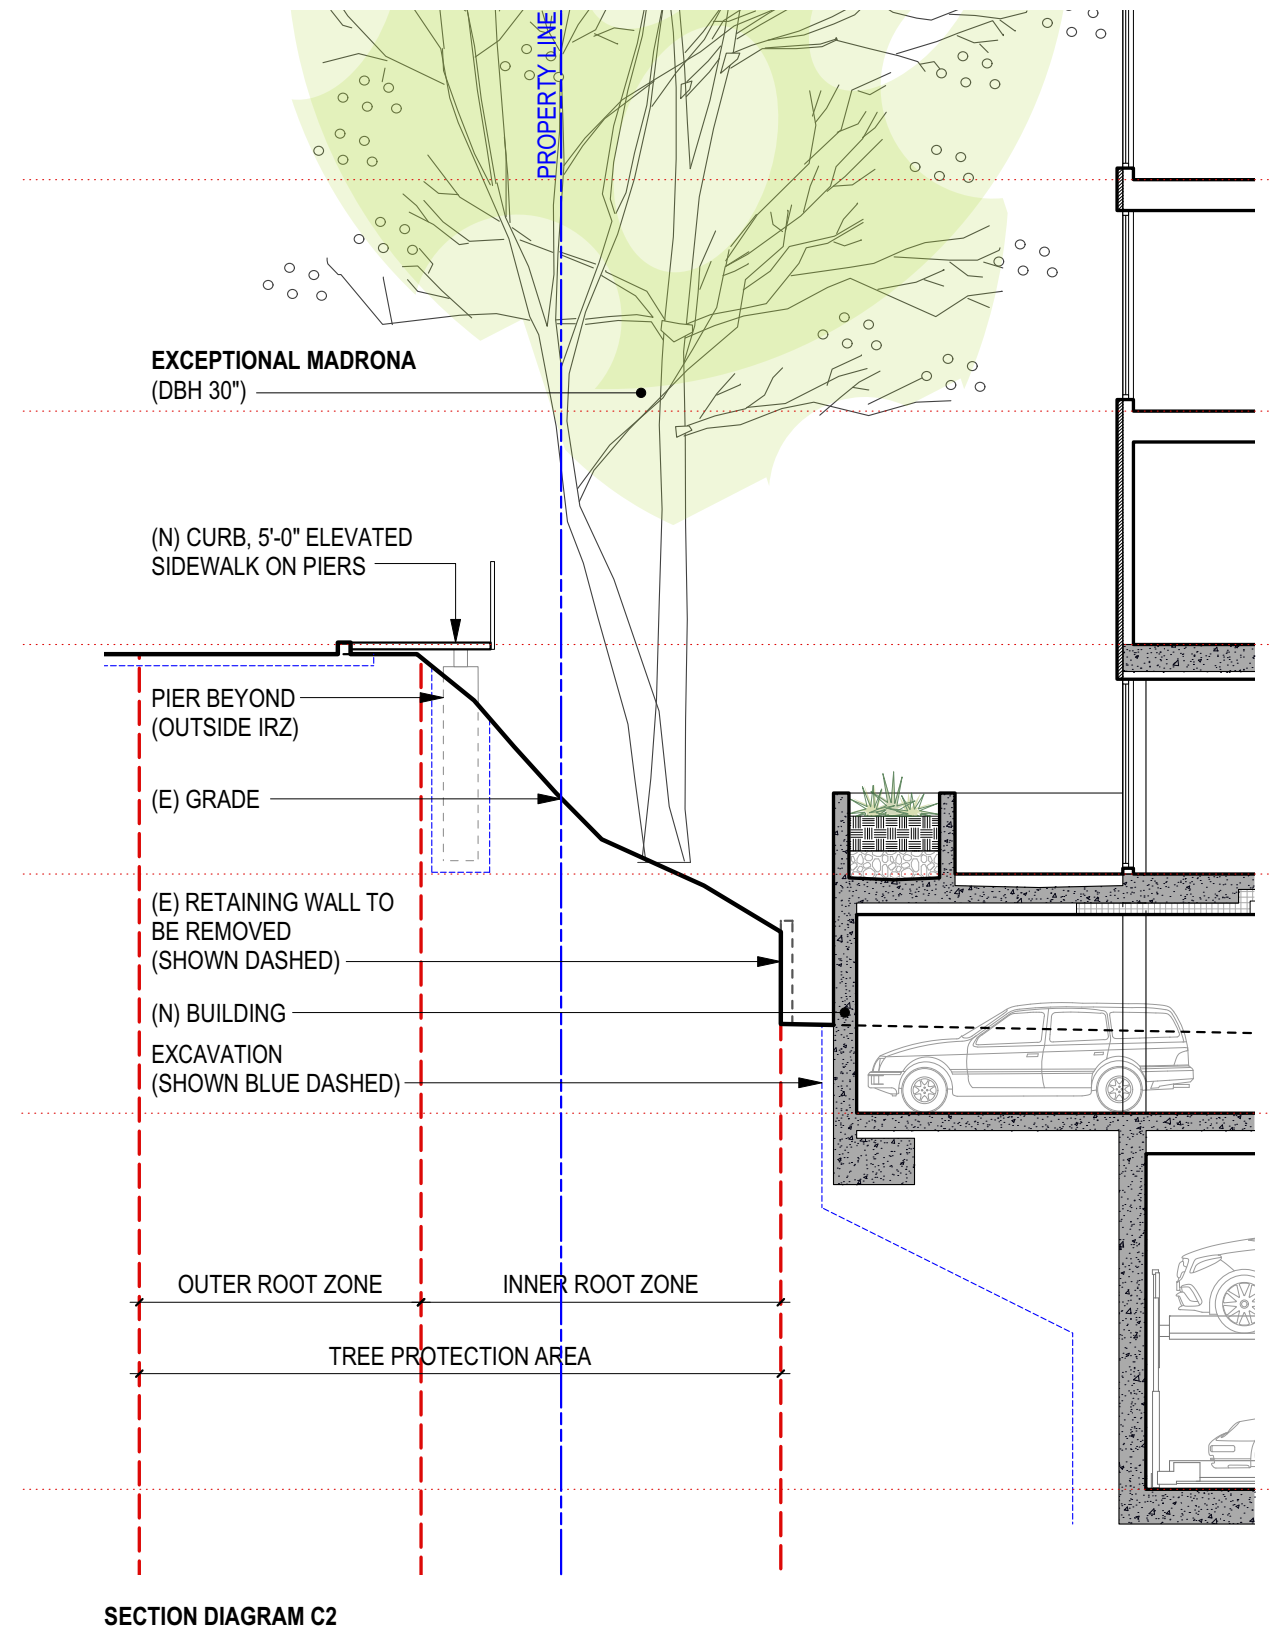 PROPERTY LINE
EXCEPTIONAL MADRONA
(DBH 30")
(N) CURB, 5'-0" ELEVATED
SIDEWALK ON PIERS
PIER BEYOND
(OUTSIDE IRZ)
(E) GRADE
(E) RETAINING WALL TO
BE REMOVED
(SHOWN DASHED)
(N) BUILDING
EXCAVATION
(SHOWN BLUE DASHED)
OUTER ROOT ZONE
INNER ROOT ZONE
TREE PROTECTION AREA
SECTION DIAGRAM C2